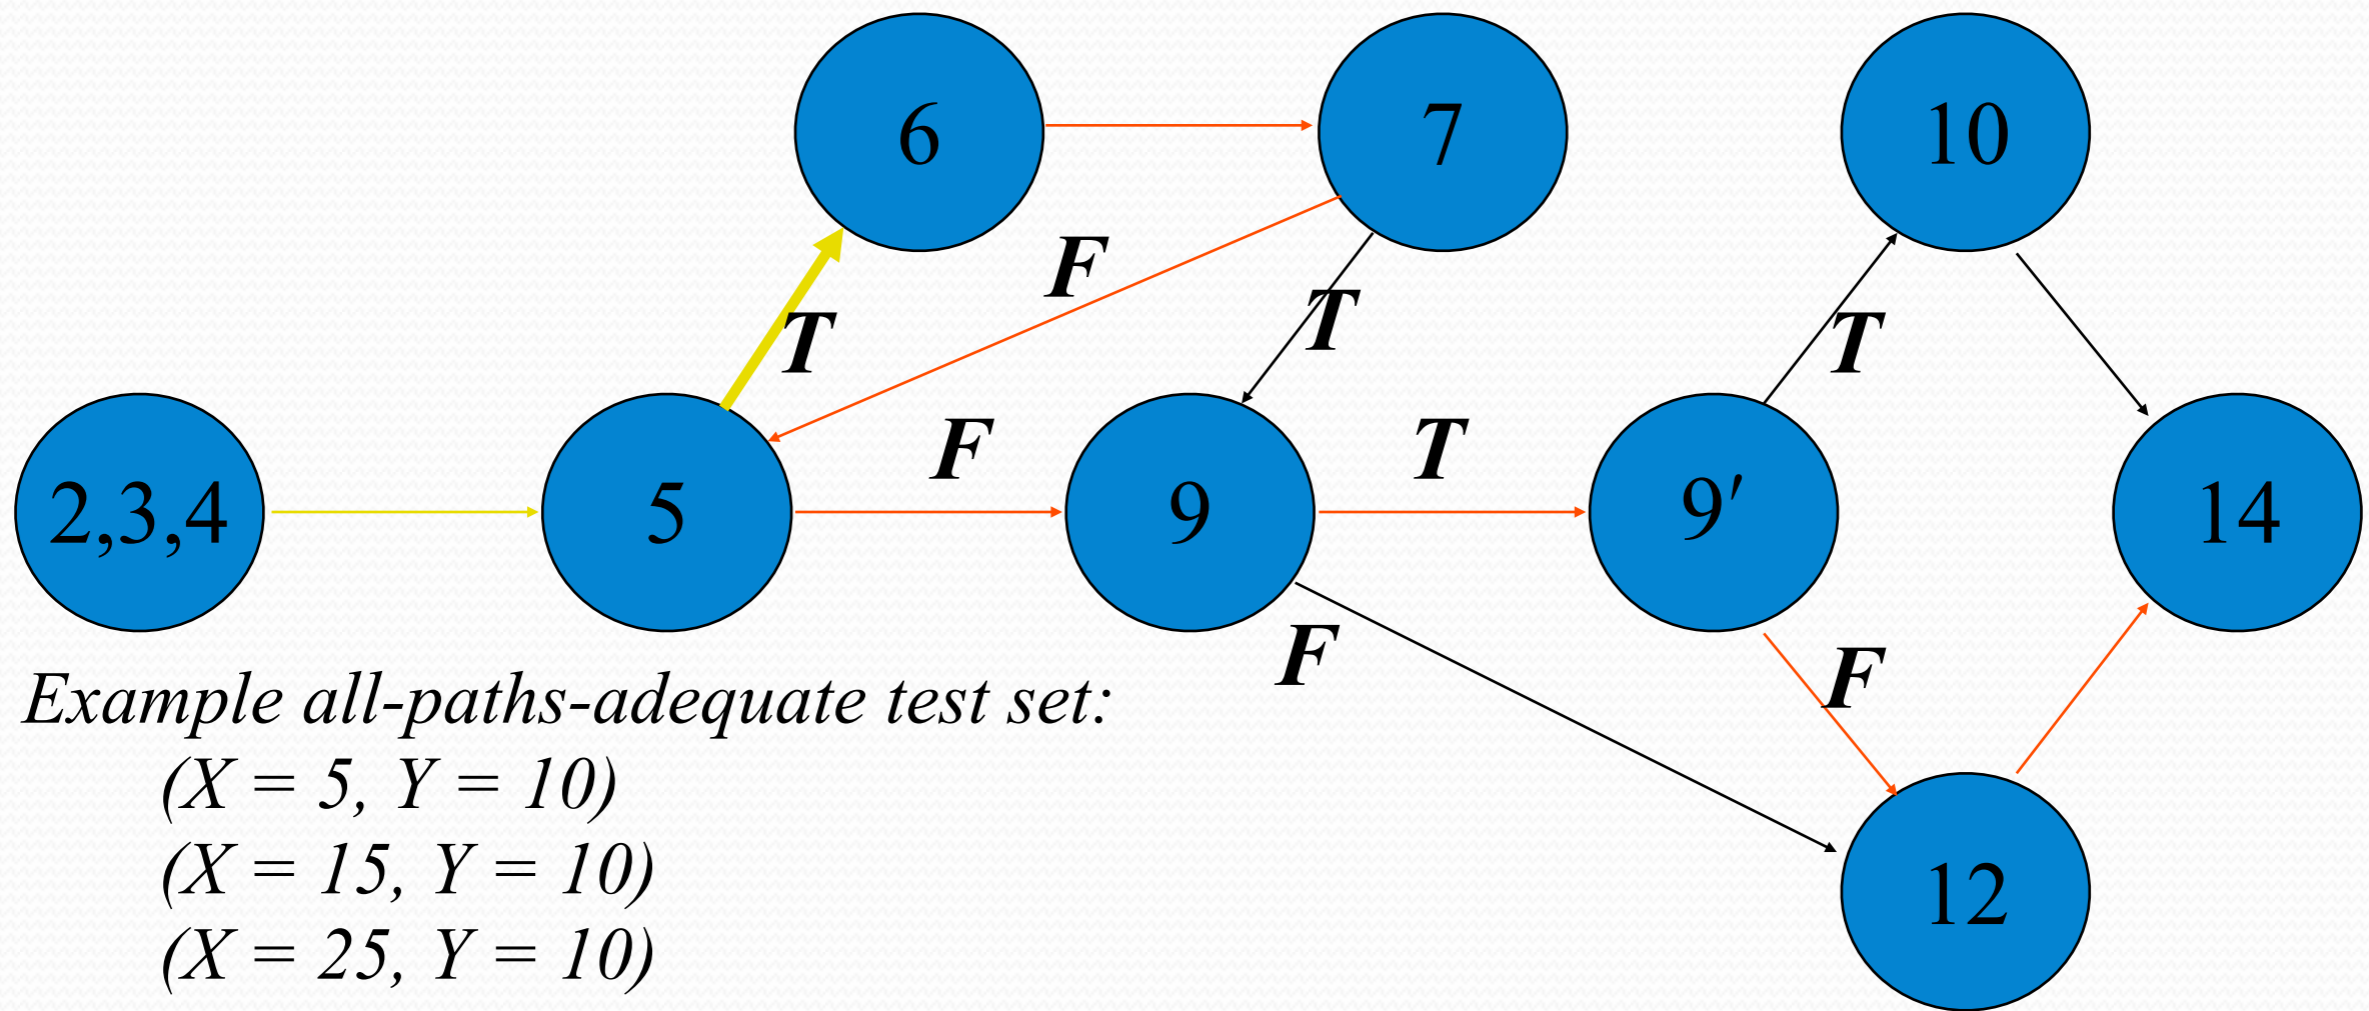 6
7
10
F
T
T
T
F
T
2,3,4
5
9
9′
14
F
F
Example all-paths-adequate test set:
(X = 5, Y = 10)
(X = 15, Y = 10)
(X = 25, Y = 10)
12